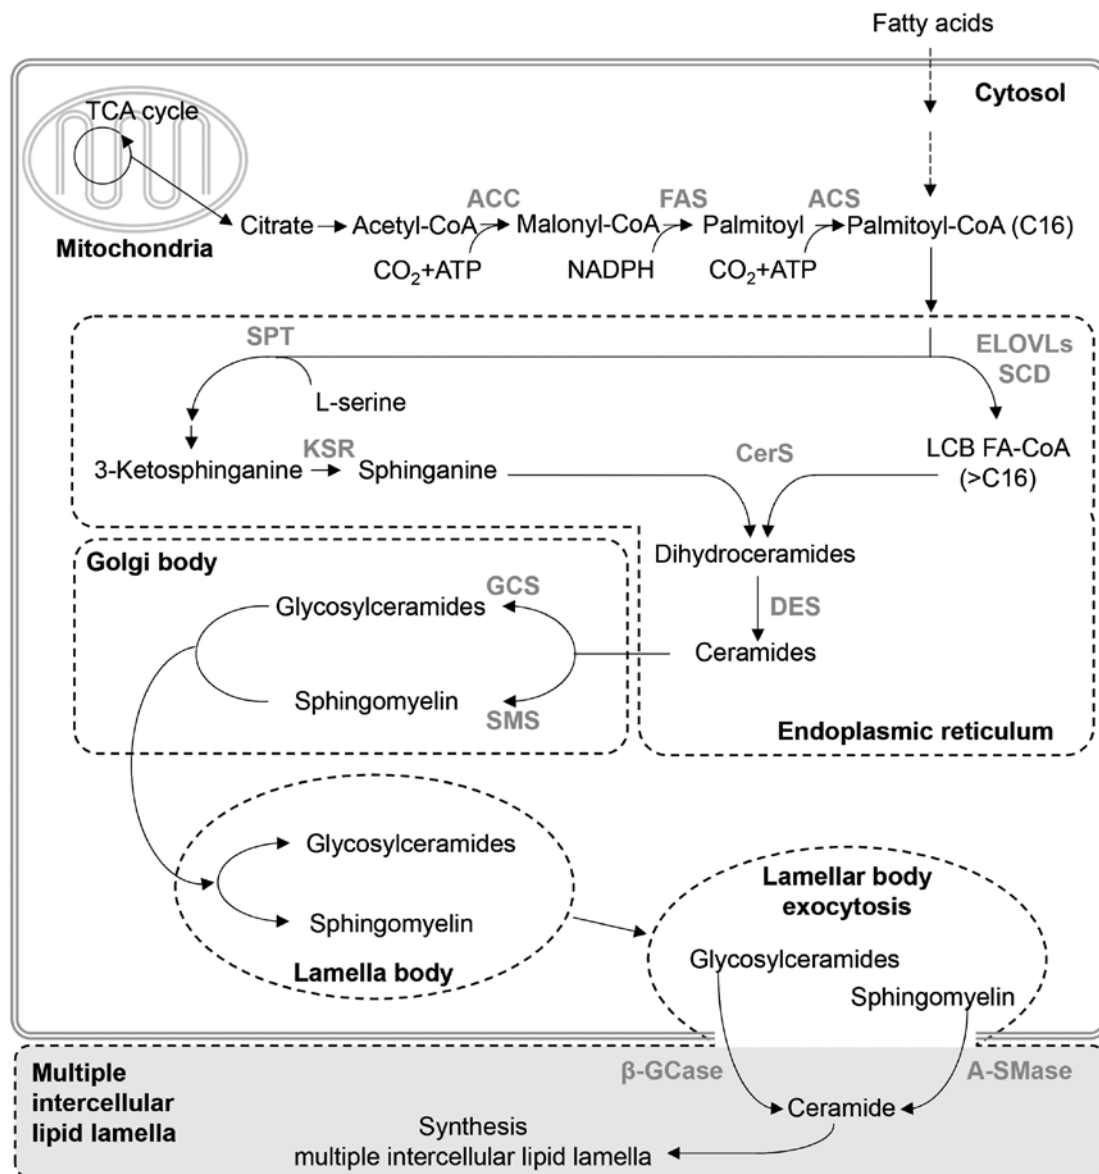 Fatty acids
Cytosol
TCA cycle
Mitochondria
ACC
FAS
ACS
Citrate
Acetyl-CoA
Malonyl-CoA
Palmitoyl
Palmitoyl-CoA (C16)
CO₂+ATP
NADPH
CO₂+ATP
SPT
ELOVLs
SCD
L-serine
KSR
3-Ketosphinganine
Sphinganine
CerS
LCB FA-CoA
(>C16)
Dihydroceramides
DES
Ceramides
Endoplasmic reticulum
Golgi body
GCS
Glycosylceramides
Sphingomyelin
SMS
Glycosylceramides
Sphingomyelin
Lamella body
Lamellar body
exocytosis
Glycosylceramides
Sphingomyelin
Multiple
intercellular
lipid lamella
β-GCase
A-SMase
Ceramide
Synthesis
multiple intercellular lipid lamella